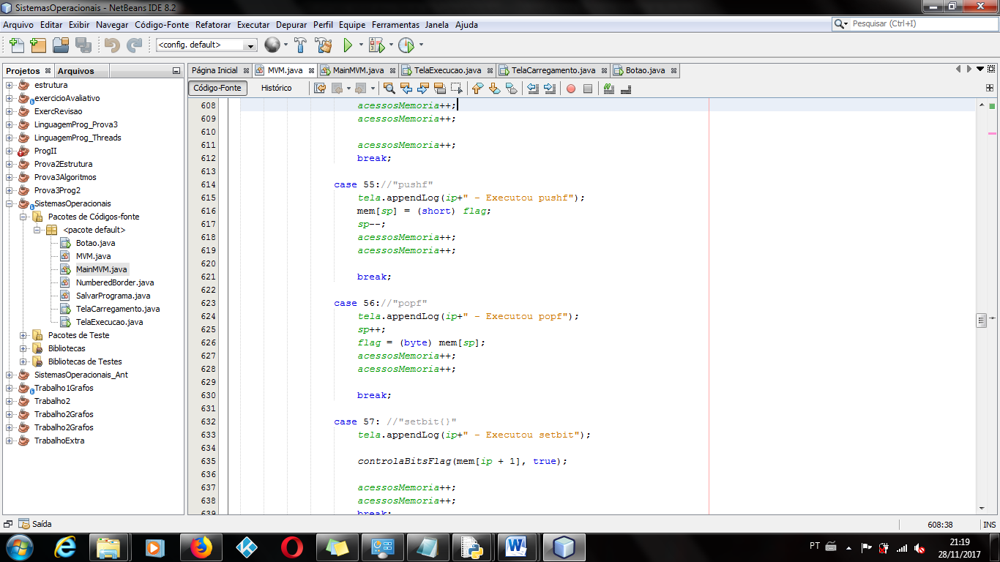 SistemasOperacionais - NetBeans IDE 8.2
Arquivo Editar Exibir Navegar Código-Fonte Refatorar Executar Depurar Perfil Equipe Ferramentas Janela Ajuda
Pesquisar (Ctrl+I)
<config. default>
Projetos Arquivos
estrutura
exercicioAvaliativo
ExercRevisao
LinguagemProg_Prova3
LinguagemProg_Threads
ProgII
Prova2Estrutura
Prova3Algoritmos
Prova3Prog2
SistemasOperacionais
Pacotes de Códigos-fonte
<pacote default>
Botao.java
MVM.java
MainMVM.java
NumberedBorder.java
SalvarPrograma.java
TelaCarregamento.java
TelaExecucao.java
Pacotes de Teste
Bibliotecas
Bibliotecas de Testes
SistemasOperacionais_Ant
Trabalho1Grafos
Trabalho2
Trabalho2Grafos
Trabalho2Grafos
TrabalhoExtra
Página Inicial MVM.java MainMVM.java TelaExecucao.java TelaCarregamento.java Botao.java
Código-Fonte Histórico
608 acessosMemoria++;
609 acessosMemoria++;
610
611 acessosMemoria++;
612 break;
613
614 case 55://"pushf"
615 tela.appendLog(ip+" - Executou pushf");
616 mem[sp] = (short) flag;
617 sp--;
618 acessosMemoria++;
619 acessosMemoria++;
620
621 break;
622
623 case 56://"popf"
624 tela.appendLog(ip+" - Executou popf");
625 sp++;
626 flag = (byte) mem[sp];
627 acessosMemoria++;
628 acessosMemoria++;
629
630 break;
631
632 case 57: //"setbit{}"
633 tela.appendLog(ip+" - Executou setbit");
634
635 controlaBitsFlag(mem[ip + 1], true);
636
637 acessosMemoria++;
638 acessosMemoria++;
639 break;
Saída
608:38 INS
PT
21:19
28/11/2017